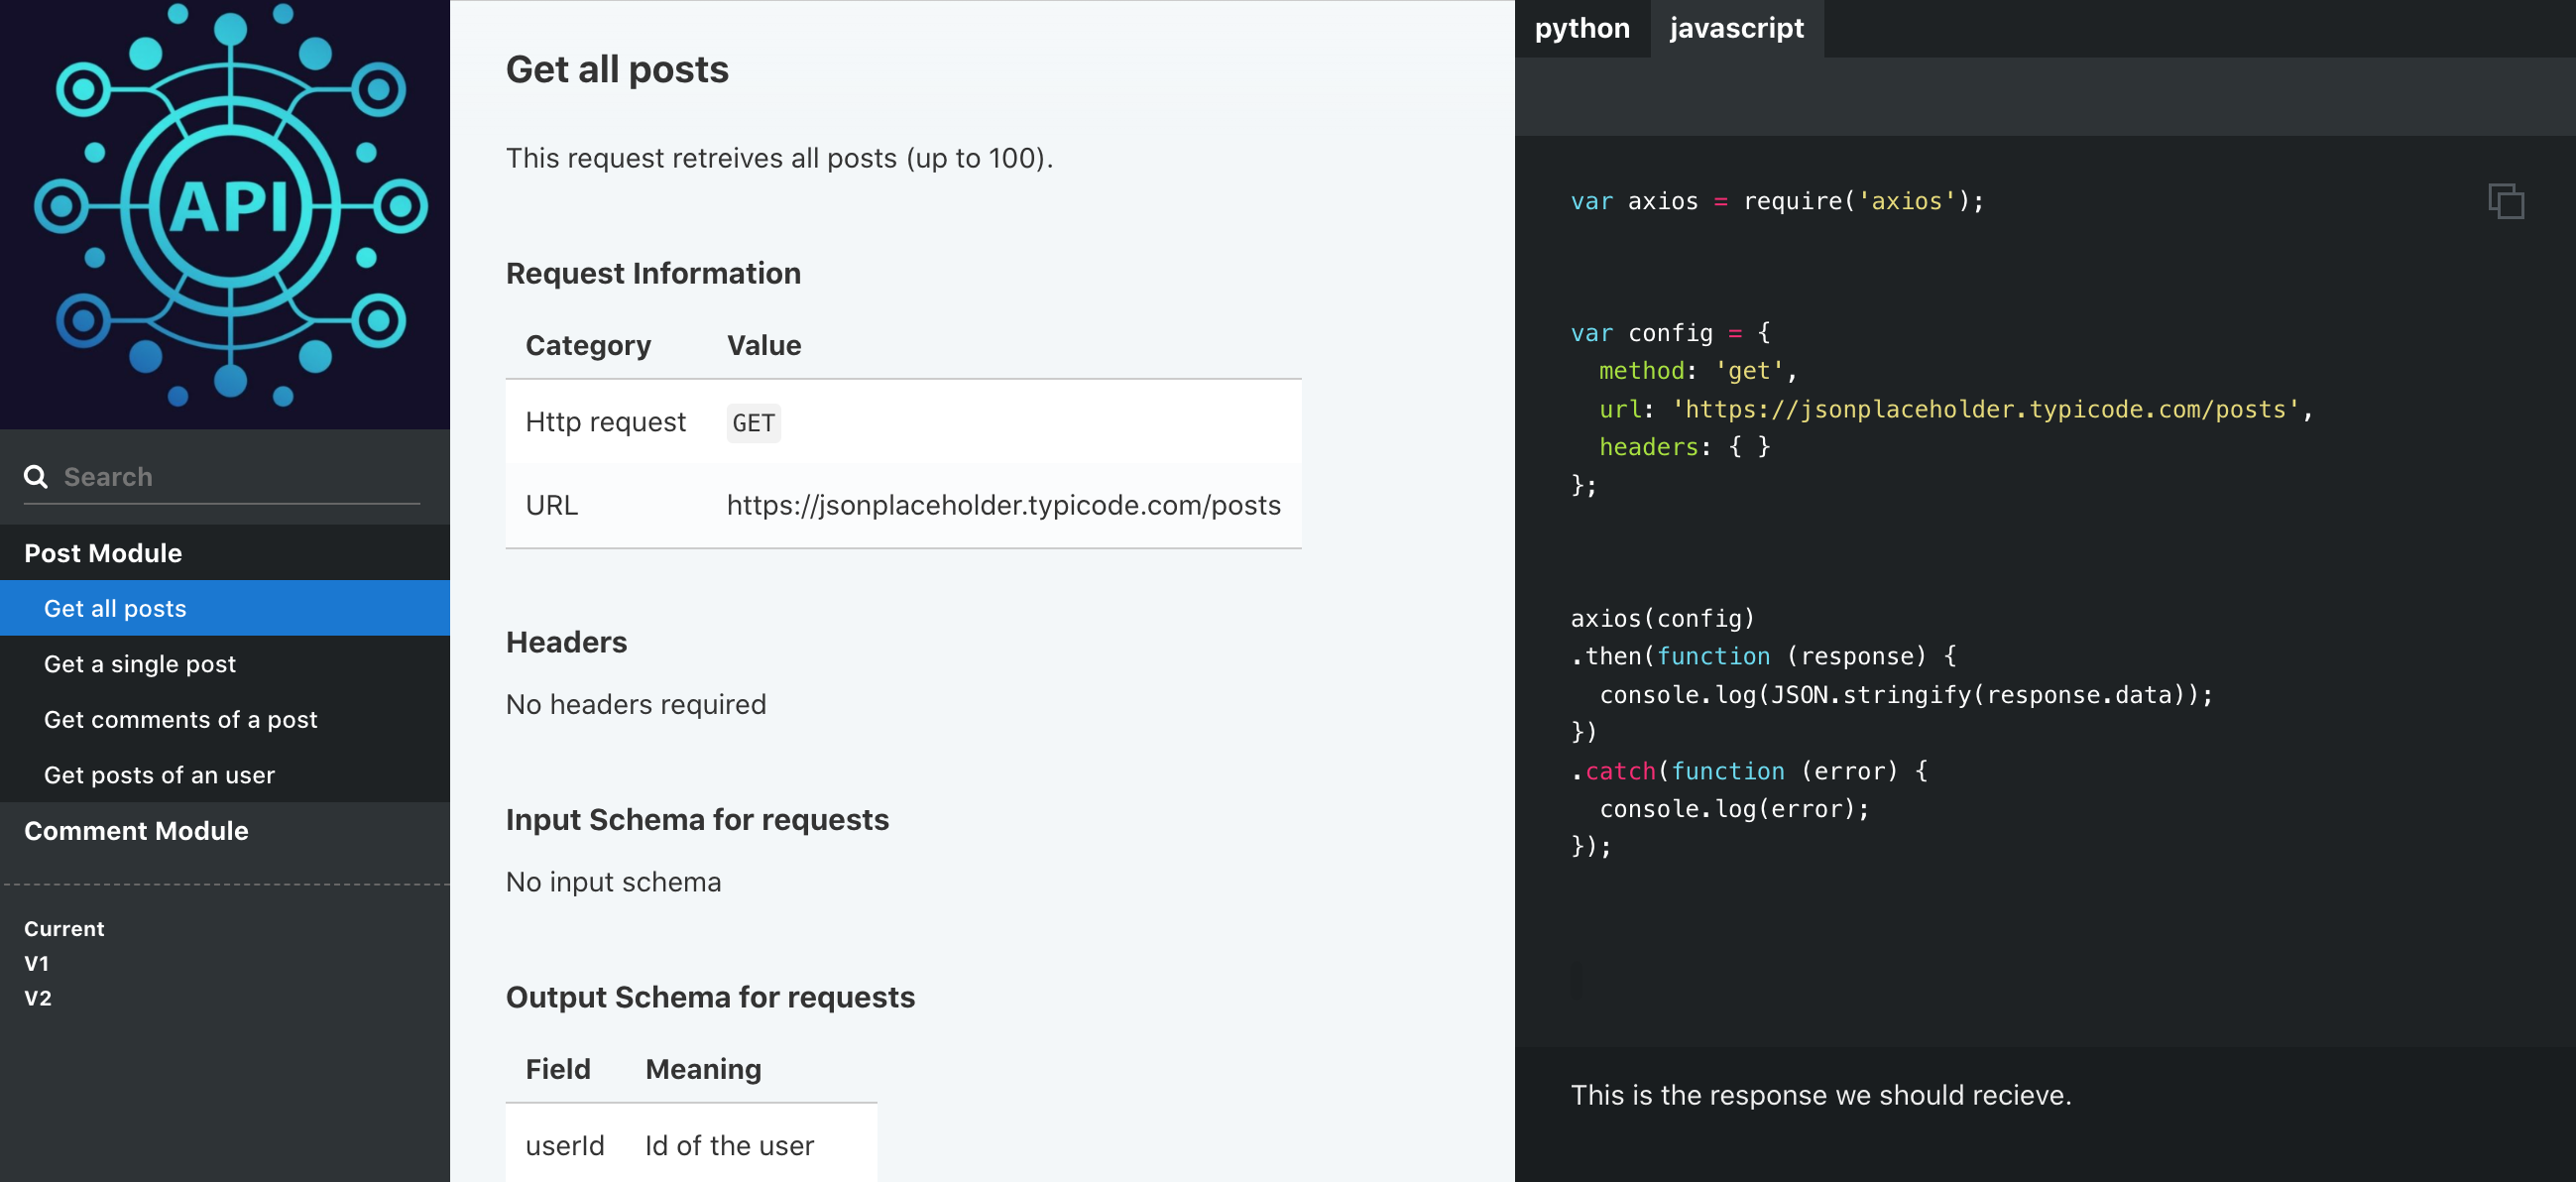 API
Search
Post Module
Get all posts
Get a single post
Get comments of a post
Get posts of an user
Comment Module
Current
V1
V2
Get all posts
This request retreives all posts (up to 100).
Request Information
Category Value
Http request GET
URL https://jsonplaceholder.typicode.com/posts
Headers
No headers required
Input Schema for requests
No input schema
Output Schema for requests
Field Meaning
userId Id of the user
python javascript
var axios = require('axios');
var config = {
  method: 'get',
  url: 'https://jsonplaceholder.typicode.com/posts',
  headers: { }
};
axios(config)
.then(function (response) {
  console.log(JSON.stringify(response.data));
})
.catch(function (error) {
  console.log(error);
});
This is the response we should recieve.